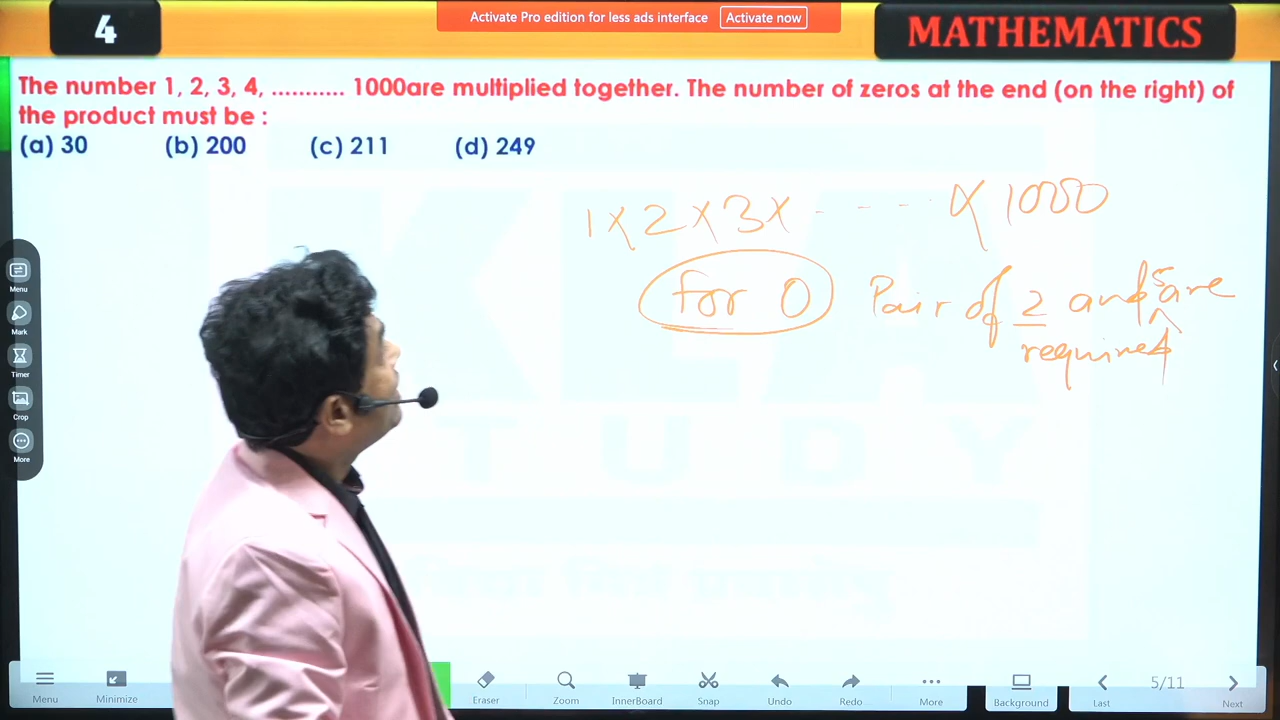 4
Activate Pro edition for less ads interface Activate now
MATHEMATICS
The number 1, 2, 3, 4, ........... 1000are multiplied together. The number of zeros at the end (on the right) of
the product must be :
(a) 30 (b) 200 (c) 211 (d) 249
1 × 2 × 3 × - - - - × 1000
for 0 Pair of 2 and 5 are
required
STUDY
Menu
Mark
Timer
Crop
More
Menu Minimize Eraser Zoom InnerBoard Snap Undo Redo More Background Last 5/11 Next